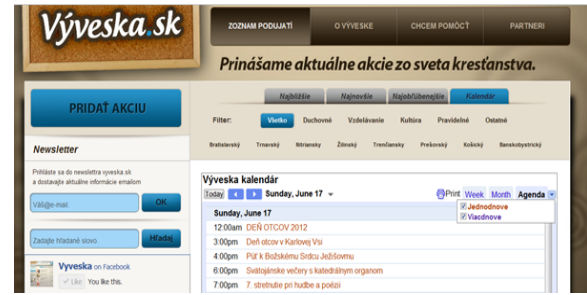 Výveska.sk
ZOZNAM PODUJATÍ
O VÝVESKE
CHCEM POMÔCŤ
PARTNERI
Prinášame aktuálne akcie zo sveta kresťanstva.
PRIDAŤ AKCIU
Newsletter
Prihláste sa do newslettra vyveska.sk
a dostavajte aktuálne informácie emailom
Váš@e-mail
OK
Zadajte hľadané slovo
Hľadaj
Vyveska on Facebook
Like You like this.
Najbližšie
Najnovšie
Najobľúbenejšie
Kalendár
Filter: Všetko Duchovné Vzdelávanie Kultúra Pravidelné Ostatné
Bratislavský Trnavský Nitriansky Žilinský Trenčiansky Prešovský Košický Banskobystrický
Výveska kalendár
Today Sunday, June 17 Print Week Month Agenda
Jednodnove
Viacdnove
Sunday, June 17
12:00am DEŇ OTCOV 2012
3:00pm Deň otcov v Karlovej Vsi
4:00pm Púť k Božskému Srdcu Ježišovmu
6:00pm Svätojánske večery s katedrálnym organom
7:00pm 7. stretnutie pri hudbe a poézii